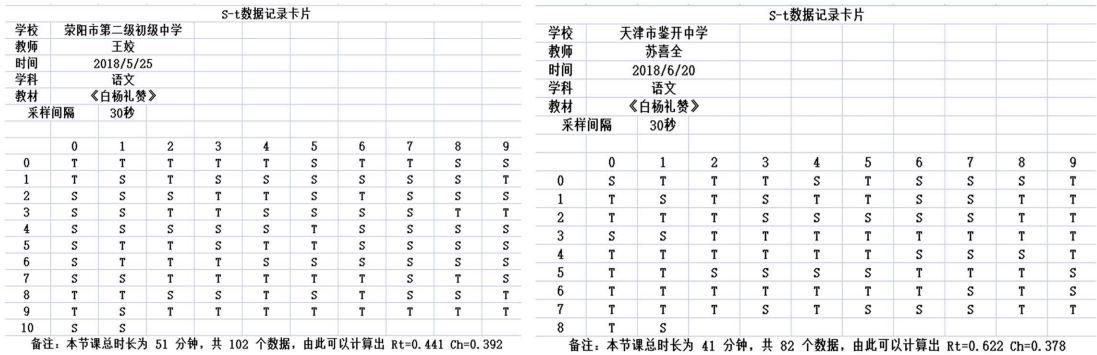 S-t数据记录卡片
学校 荥阳市第二级初级中学
教师 王姣
时间 2018/5/25
学科 语文
教材 《白杨礼赞》
采样间隔 30秒
0 1 2 3 4 5 6 7 8 9
0 T T T T T S T T S S
1 T S T S S S S S S T
2 S S S T T S T S S S
3 S S T T S S S S T T
4 S S S S S T S S S S
5 S T T S T T S S S S
6 S T T T S S S S S S
7 S S T T T T T S T S
8 T T S S T S T S S T
9 T S T T T T T T T T
10 S S
备注：本节课总时长为 51 分钟，共 102 个数据，由此可以计算出 Rt=0.441 Ch=0.392
S-t数据记录卡片
学校 天津市鉴开中学
教师 苏喜全
时间 2018/6/20
学科 语文
教材 《白杨礼赞》
采样间隔 30秒
0 1 2 3 4 5 6 7 8 9
0 S T T T S T S S S T
1 T S T S T T S S T T
2 T T T S S S S S T T
3 S S T T T T T T T T
4 T T T T T T S S S T
5 T T S S S S T T T S
6 T T T T T T T S T S
7 T T T S T S S S T T
8 T S
备注：本节课总时长为 41 分钟，共 82 个数据，由此可以计算出 Rt=0.622 Ch=0.378